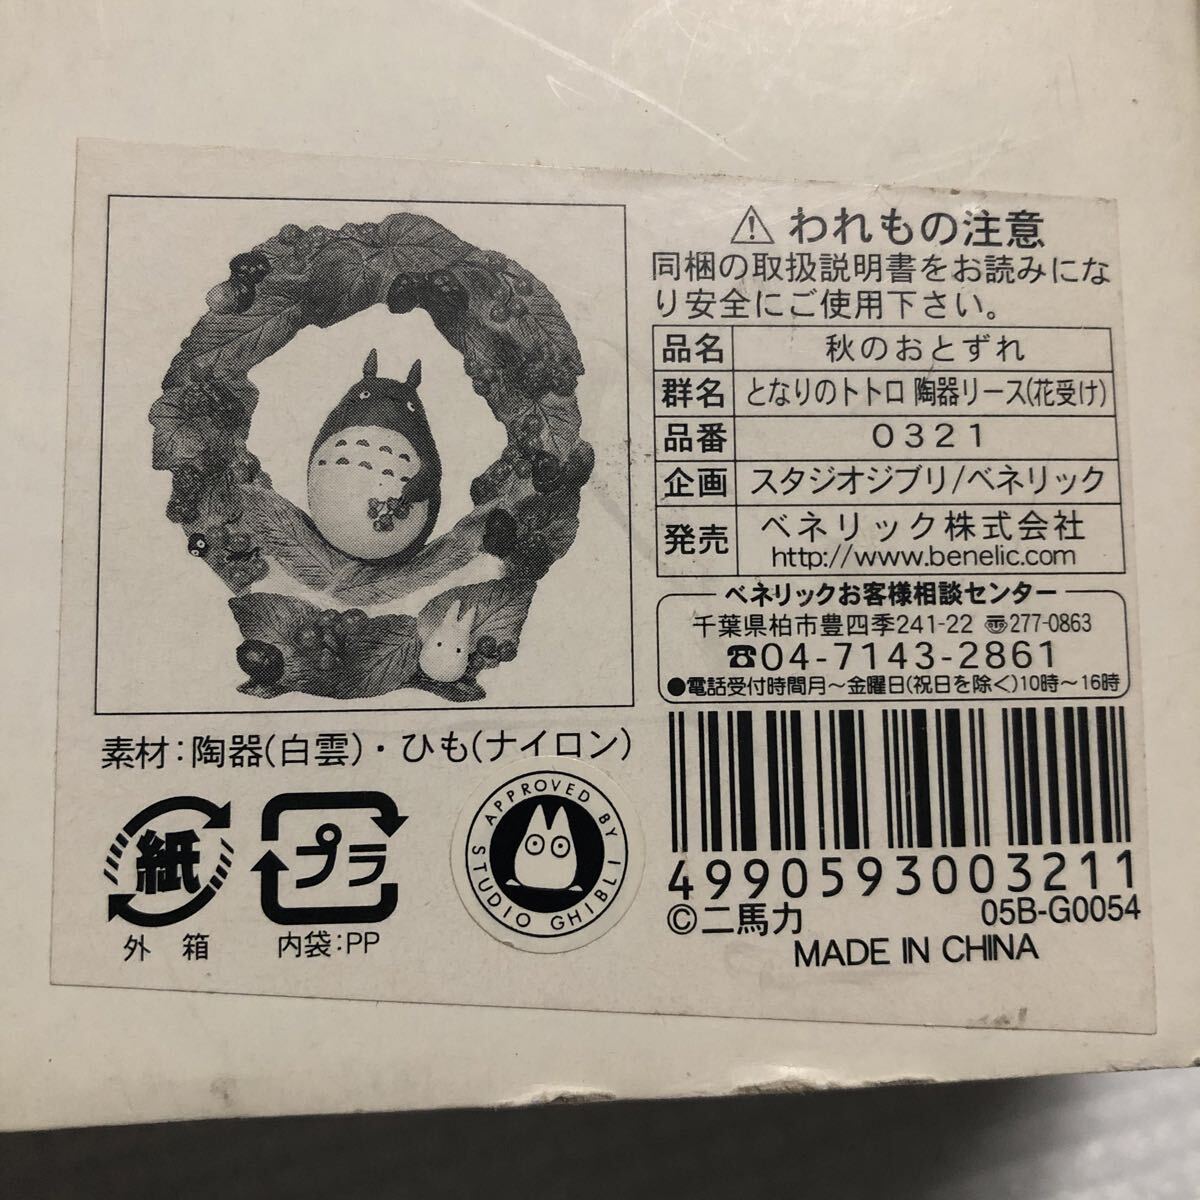 ⚠ われもの注意
同梱の取扱説明書をお読みにな
り安全にご使用下さい。
品名 秋のおとずれ
群名 となりのトトロ 陶器リース(花受け)
品番 0321
企画 スタジオジブリ/ベネリック
発売 ベネリック株式会社
http://www.benelic.com
ベネリックお客様相談センター
千葉県柏市豊四季241-22 〠277-0863
☎04-7143-2861
●電話受付時間月~金曜日(祝日を除く)10時~16時
素材:陶器(白雲)・ひも(ナイロン)
紙
外箱
プラ
内袋:PP
APPROVED BY
STUDIO GHIBLI
4990593003211
©二馬力 05B-G0054
MADE IN CHINA